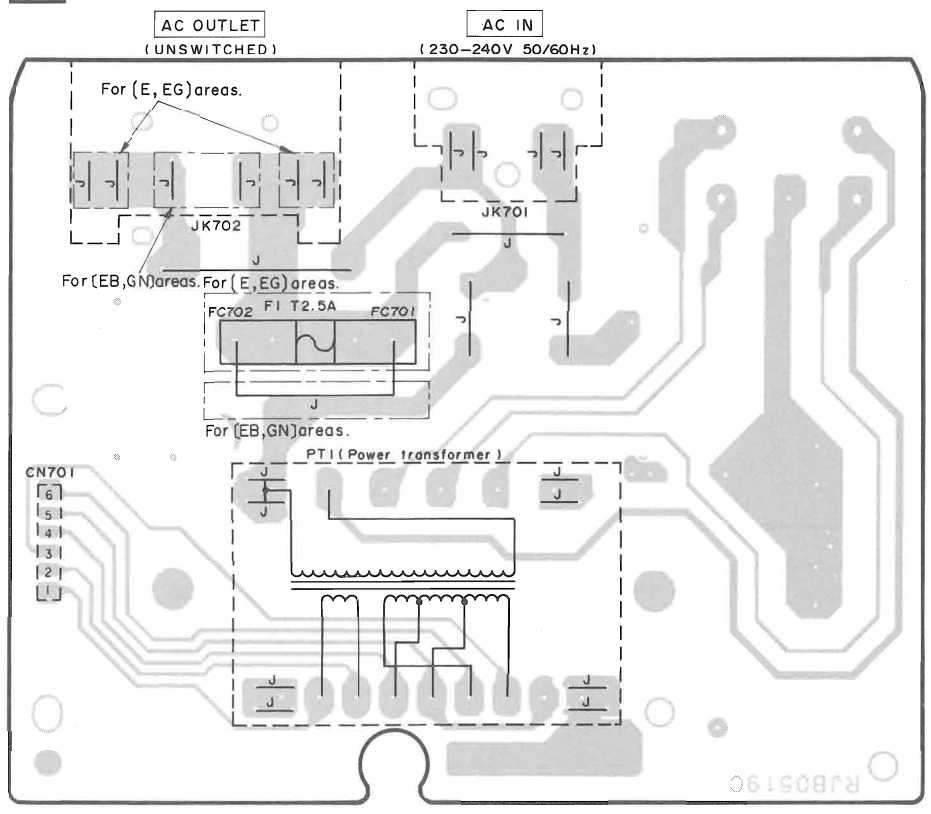 AC OUTLET
(UNSWITCHED)
AC IN
(230–240V 50/60Hz)
For (E, EG) areas.
J J J J J J
J J J J
JK702
JK701
J
J
For (EB,GN) areas.
For (E, EG) areas.
F1 T2.5A
FC702
FC701
J
J
J
For (EB,GN) areas.
PT1 (Power transformer)
CN701
J
J
J
J
6
5
4
3
2
1
J
J
J
J
RJB0519C